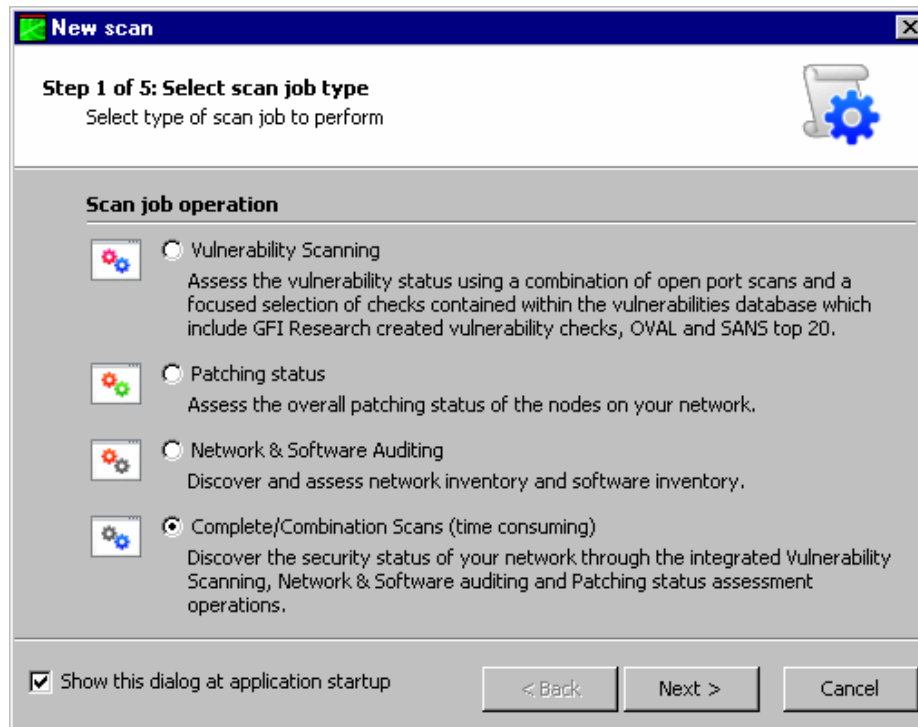 New scan
Step 1 of 5: Select scan job type
Select type of scan job to perform
Scan job operation
Vulnerability Scanning
Assess the vulnerability status using a combination of open port scans and a
focused selection of checks contained within the vulnerabilities database which
include GFI Research created vulnerability checks, OVAL and SANS top 20.
Patching status
Assess the overall patching status of the nodes on your network.
Network & Software Auditing
Discover and assess network inventory and software inventory.
Complete/Combination Scans (time consuming)
Discover the security status of your network through the integrated Vulnerability
Scanning, Network & Software auditing and Patching status assessment
operations.
Show this dialog at application startup
< Back
Next >
Cancel